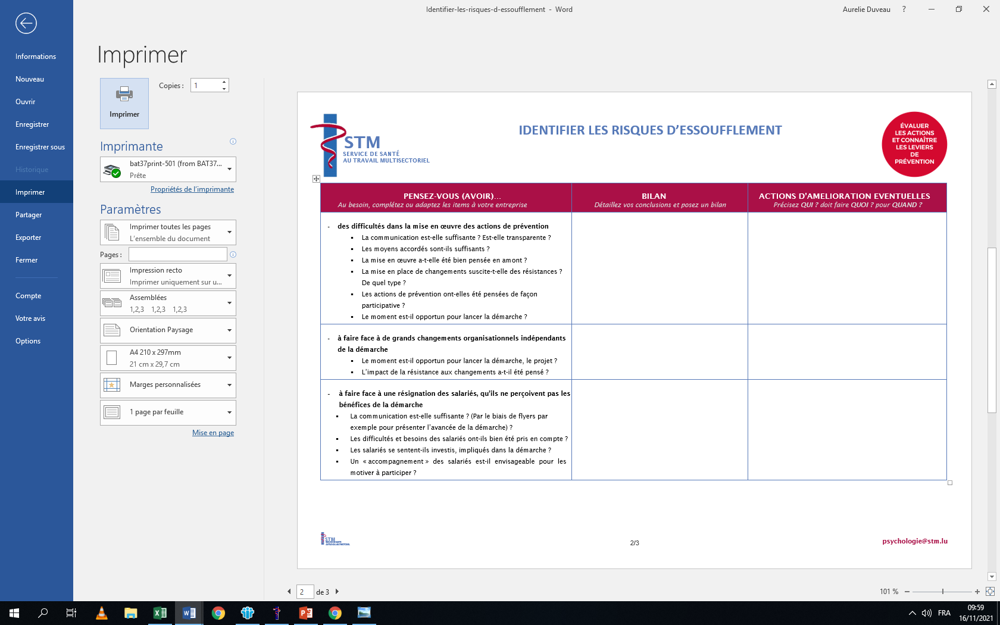 Identifier-les-risques-d-essoufflement - Word
Aurelie Duveau ?
Informations
Nouveau
Ouvrir
Enregistrer
Enregistrer sous
Historique
Imprimer
Partager
Exporter
Fermer
Compte
Votre avis
Options
Imprimer
Copies : 1
Imprimer
Imprimante
bat37print-501 (from BAT37...
Prête
Propriétés de l'imprimante
Paramètres
Imprimer toutes les pages
L'ensemble du document
Pages :
Impression recto
Imprimer uniquement sur u...
Assemblées
1,2,3 1,2,3 1,2,3
Orientation Paysage
A4 210 x 297mm
21 cm x 29,7 cm
Marges personnalisées
1 page par feuille
Mise en page
STM
SERVICE DE SANTÉ
AU TRAVAIL MULTISECTORIEL
IDENTIFIER LES RISQUES D'ESSOUFFLEMENT
ÉVALUER
LES ACTIONS
ET CONNAÎTRE
LES LEVIERS
DE
PRÉVENTION
PENSEZ-VOUS (AVOIR)...
Au besoin, complétez ou adaptez les items à votre entreprise
BILAN
Détaillez vos conclusions et posez un bilan
ACTIONS D'AMELIORATION EVENTUELLES
Précisez QUI ? doit faire QUOI ? pour QUAND ?
- des difficultés dans la mise en œuvre des actions de prévention
▪ La communication est-elle suffisante ? Est-elle transparente ?
▪ Les moyens accordés sont-ils suffisants ?
▪ La mise en œuvre a-t-elle été bien pensée en amont ?
▪ La mise en place de changements suscite-t-elle des résistances ?
De quel type ?
▪ Les actions de prévention ont-elles été pensées de façon
participative ?
▪ Le moment est-il opportun pour lancer la démarche ?
- à faire face à de grands changements organisationnels indépendants
de la démarche
▪ Le moment est-il opportun pour lancer la démarche, le projet ?
▪ L'impact de la résistance aux changements a-t-il été pensé ?
- à faire face à une résignation des salariés, qu'ils ne perçoivent pas les
bénéfices de la démarche
▪ La communication est-elle suffisante ? (Par le biais de flyers par
exemple pour présenter l'avancée de la démarche) ?
▪ Les difficultés et besoins des salariés ont-ils bien été pris en compte ?
▪ Les salariés se sentent-ils investis, impliqués dans la démarche ?
▪ Un « accompagnement » des salariés est-il envisageable pour les
motiver à participer ?
STM
2/3
psychologie@stm.lu
2 de 3
101 %
FRA
09:59
16/11/2021